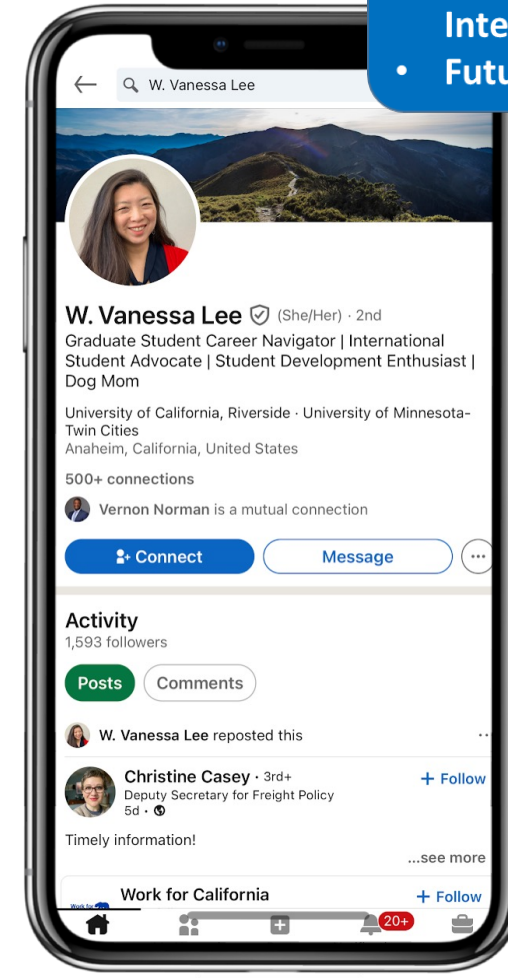 Inte
• Futu
W. Vanessa Lee
W. Vanessa Lee (She/Her) · 2nd
Graduate Student Career Navigator | International
Student Advocate | Student Development Enthusiast |
Dog Mom
University of California, Riverside · University of Minnesota-
Twin Cities
Anaheim, California, United States
500+ connections
Vernon Norman is a mutual connection
Connect Message
Activity
1,593 followers
Posts Comments
W. Vanessa Lee reposted this
Christine Casey · 3rd+ + Follow
Deputy Secretary for Freight Policy
5d ·
Timely information!
...see more
Work for California + Follow
Work for
20+